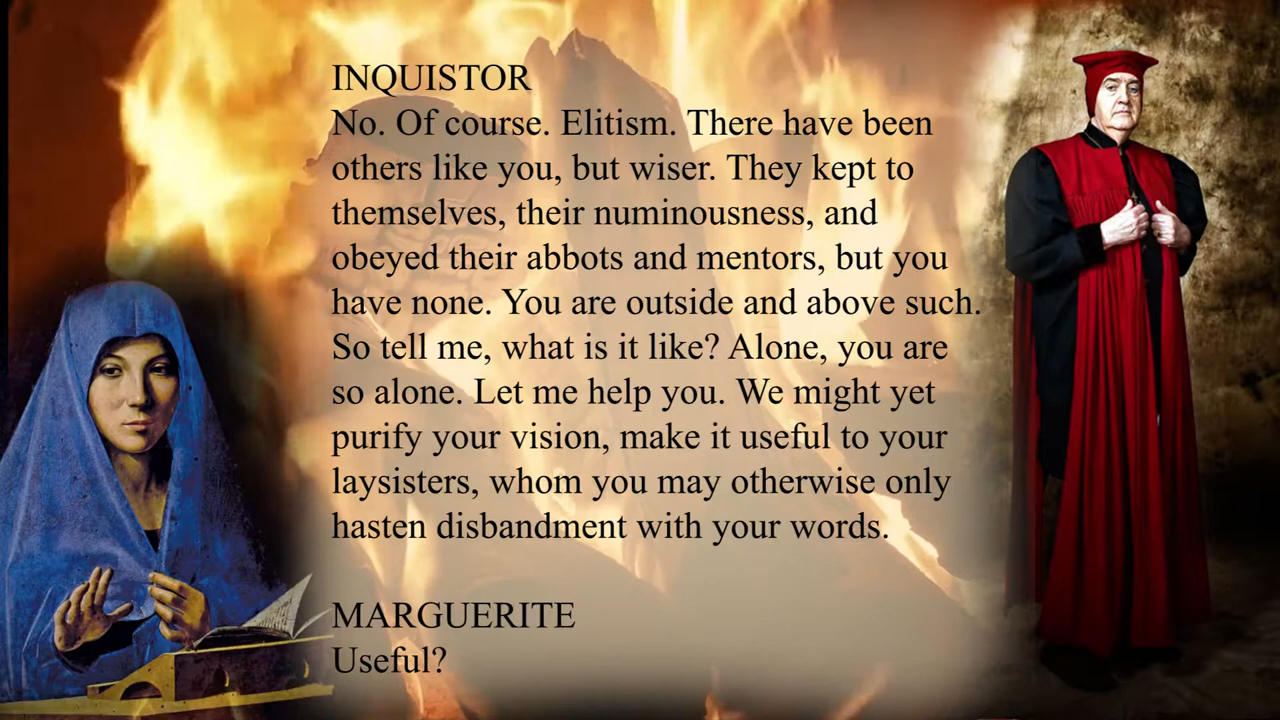 INQUISTOR
No. Of course. Elitism. There have been
others like you, but wiser. They kept to
themselves, their numinousness, and
obeyed their abbots and mentors, but you
have none. You are outside and above such.
So tell me, what is it like? Alone, you are
so alone. Let me help you. We might yet
purify your vision, make it useful to your
laysisters, whom you may otherwise only
hasten disbandment with your words.
MARGUERITE
Useful?